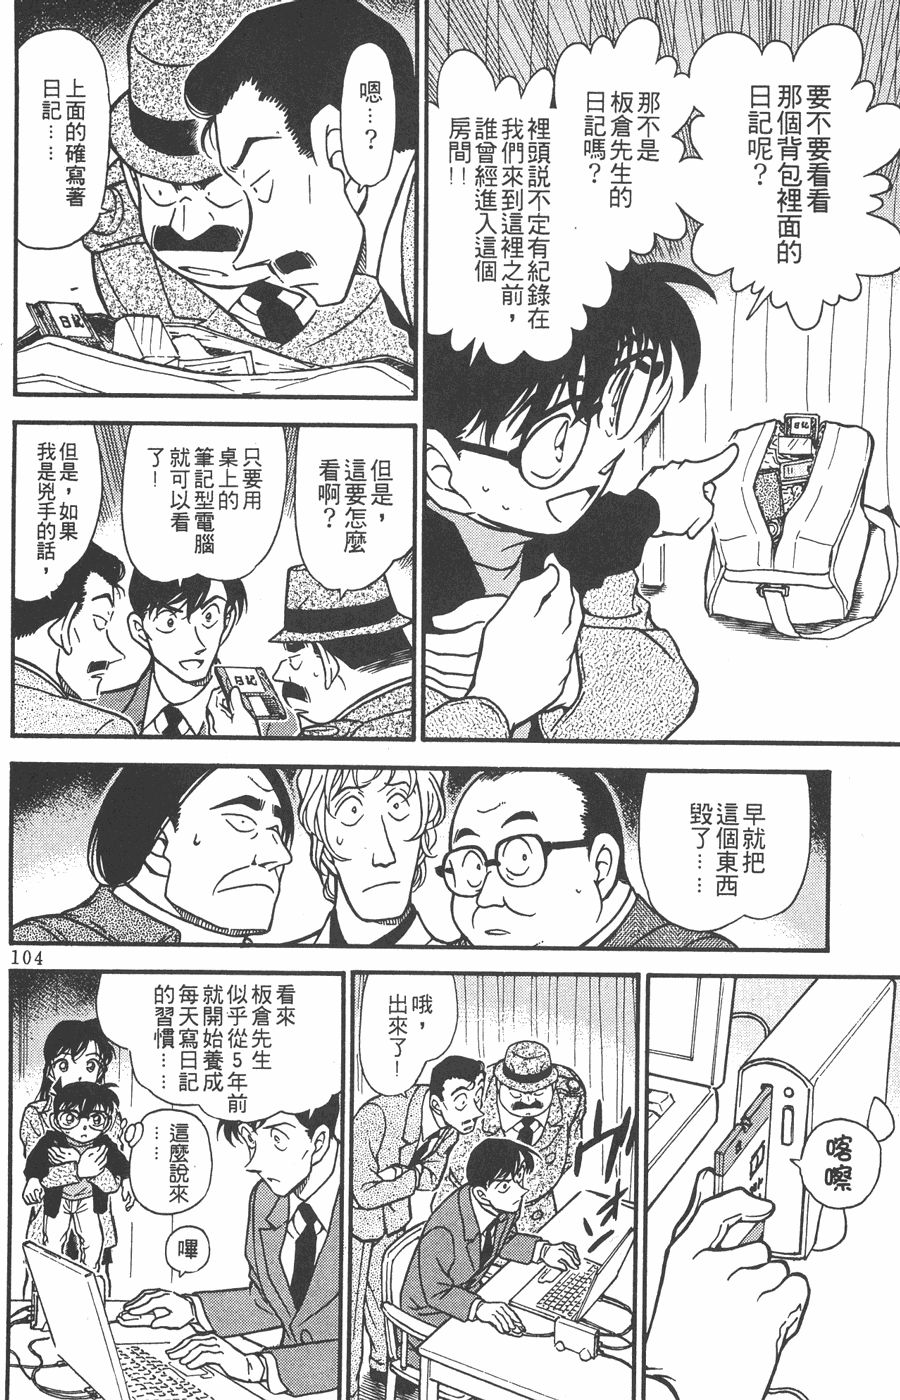 要不要看看
那個背包裡面的
日記呢?
那不是
板倉先生的
日記嗎?
裡頭說不定有紀錄在
我們來到這裡之前,
誰曾經進入這個
房間!!
日記
嗯…?
上面的確寫著
日記……
日記
但是,
這要怎麼
看啊?
只要用
桌上的
筆記型電腦
就可以看
了!
日記
但是,如果
我是兇手的話,
早就把
這個東西
毀了……
104
喀嚓
哦,
出來了!
看來
板倉先生
似乎從5年前
就開始養成
每天寫日記
的習慣……
這麼說來
……
嗶